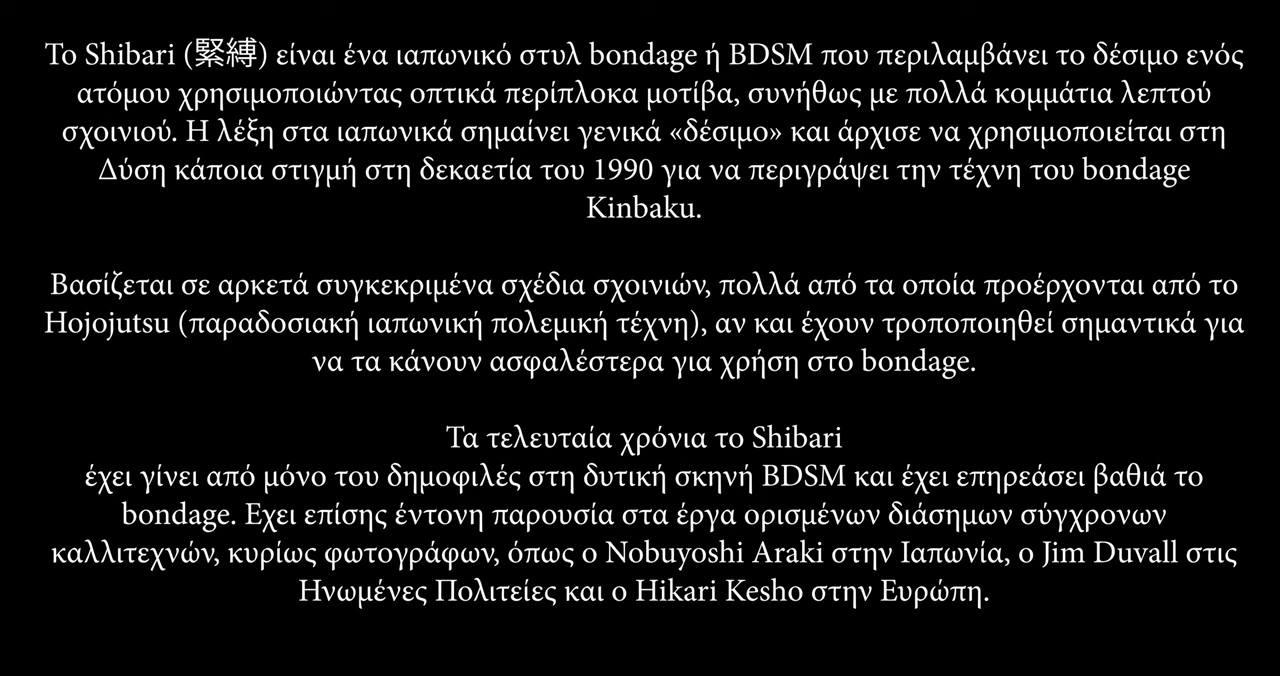 Το Shibari (緊縛) είναι ένα ιαπωνικό στυλ bondage ή BDSM που περιλαμβάνει το δέσιμο ενός
ατόμου χρησιμοποιώντας οπτικά περίπλοκα μοτίβα, συνήθως με πολλά κομμάτια λεπτού
σχοινιού. Η λέξη στα ιαπωνικά σημαίνει γενικά «δέσιμο» και άρχισε να χρησιμοποιείται στη
Δύση κάποια στιγμή στη δεκαετία του 1990 για να περιγράψει την τέχνη του bondage
Kinbaku.
Βασίζεται σε αρκετά συγκεκριμένα σχέδια σχοινιών, πολλά από τα οποία προέρχονται από το
Hojojutsu (παραδοσιακή ιαπωνική πολεμική τέχνη), αν και έχουν τροποποιηθεί σημαντικά για
να τα κάνουν ασφαλέστερα για χρήση στο bondage.
Τα τελευταία χρόνια το Shibari
έχει γίνει από μόνο του δημοφιλές στη δυτική σκηνή BDSM και έχει επηρεάσει βαθιά το
bondage. Εχει επίσης έντονη παρουσία στα έργα ορισμένων διάσημων σύγχρονων
καλλιτεχνών, κυρίως φωτογράφων, όπως ο Nobuyoshi Araki στην Ιαπωνία, ο Jim Duvall στις
Ηνωμένες Πολιτείες και ο Hikari Kesho στην Ευρώπη.